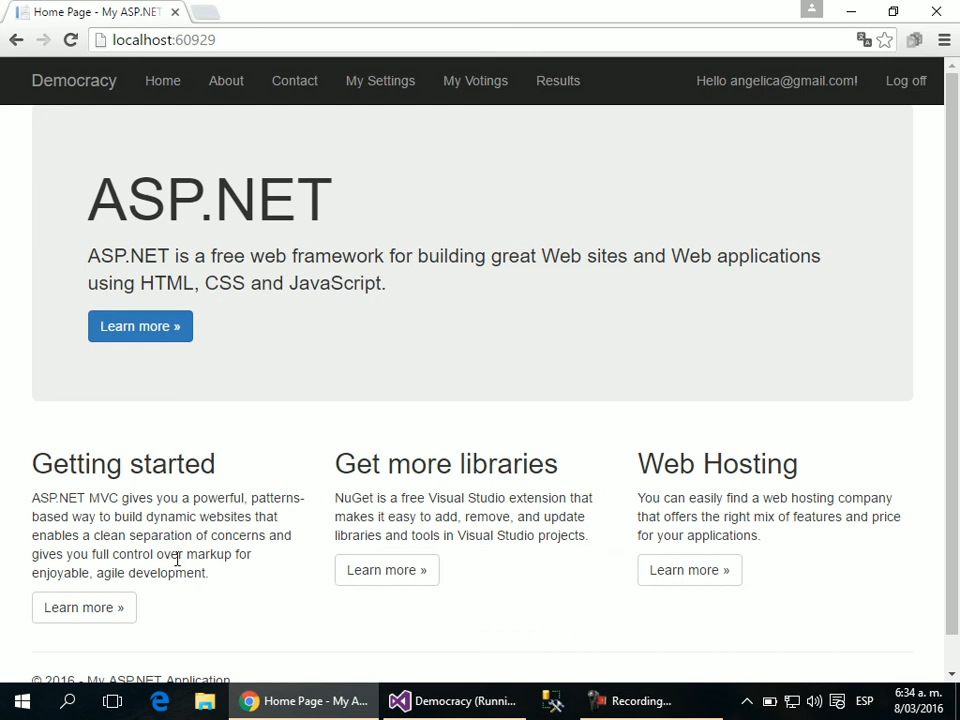 Home Page - My ASP.NET
localhost:60929
Democracy Home About Contact My Settings My Votings Results Hello angelica@gmail.com! Log off
ASP.NET
ASP.NET is a free web framework for building great Web sites and Web applications
using HTML, CSS and JavaScript.
Learn more »
Getting started
ASP.NET MVC gives you a powerful, patterns-
based way to build dynamic websites that
enables a clean separation of concerns and
gives you full control over markup for
enjoyable, agile development.
Learn more »
Get more libraries
NuGet is a free Visual Studio extension that
makes it easy to add, remove, and update
libraries and tools in Visual Studio projects.
Learn more »
Web Hosting
You can easily find a web hosting company
that offers the right mix of features and price
for your applications.
Learn more »
© 2016 - My ASP.NET Application
Home Page - My A... Democracy (Runni... Recording... ESP 6:34 a. m.
8/03/2016